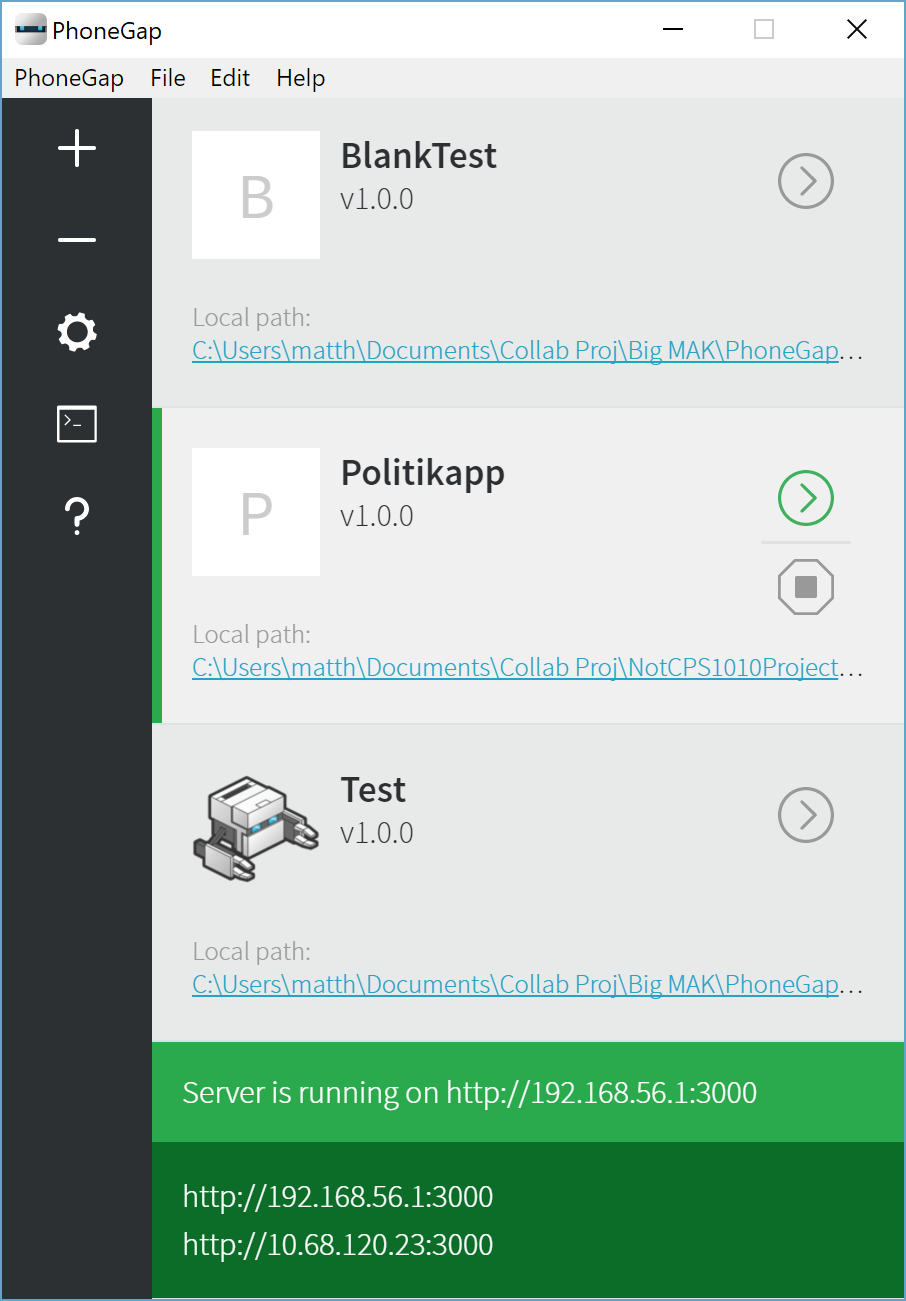 PhoneGap
PhoneGap File Edit Help
B
BlankTest
v1.0.0
Local path:
C:\Users\matth\Documents\Collab Proj\Big MAK\PhoneGap...
P
Politikapp
v1.0.0
Local path:
C:\Users\matth\Documents\Collab Proj\NotCPS1010Project...
Test
v1.0.0
Local path:
C:\Users\matth\Documents\Collab Proj\Big MAK\PhoneGap...
Server is running on http://192.168.56.1:3000
http://192.168.56.1:3000
http://10.68.120.23:3000